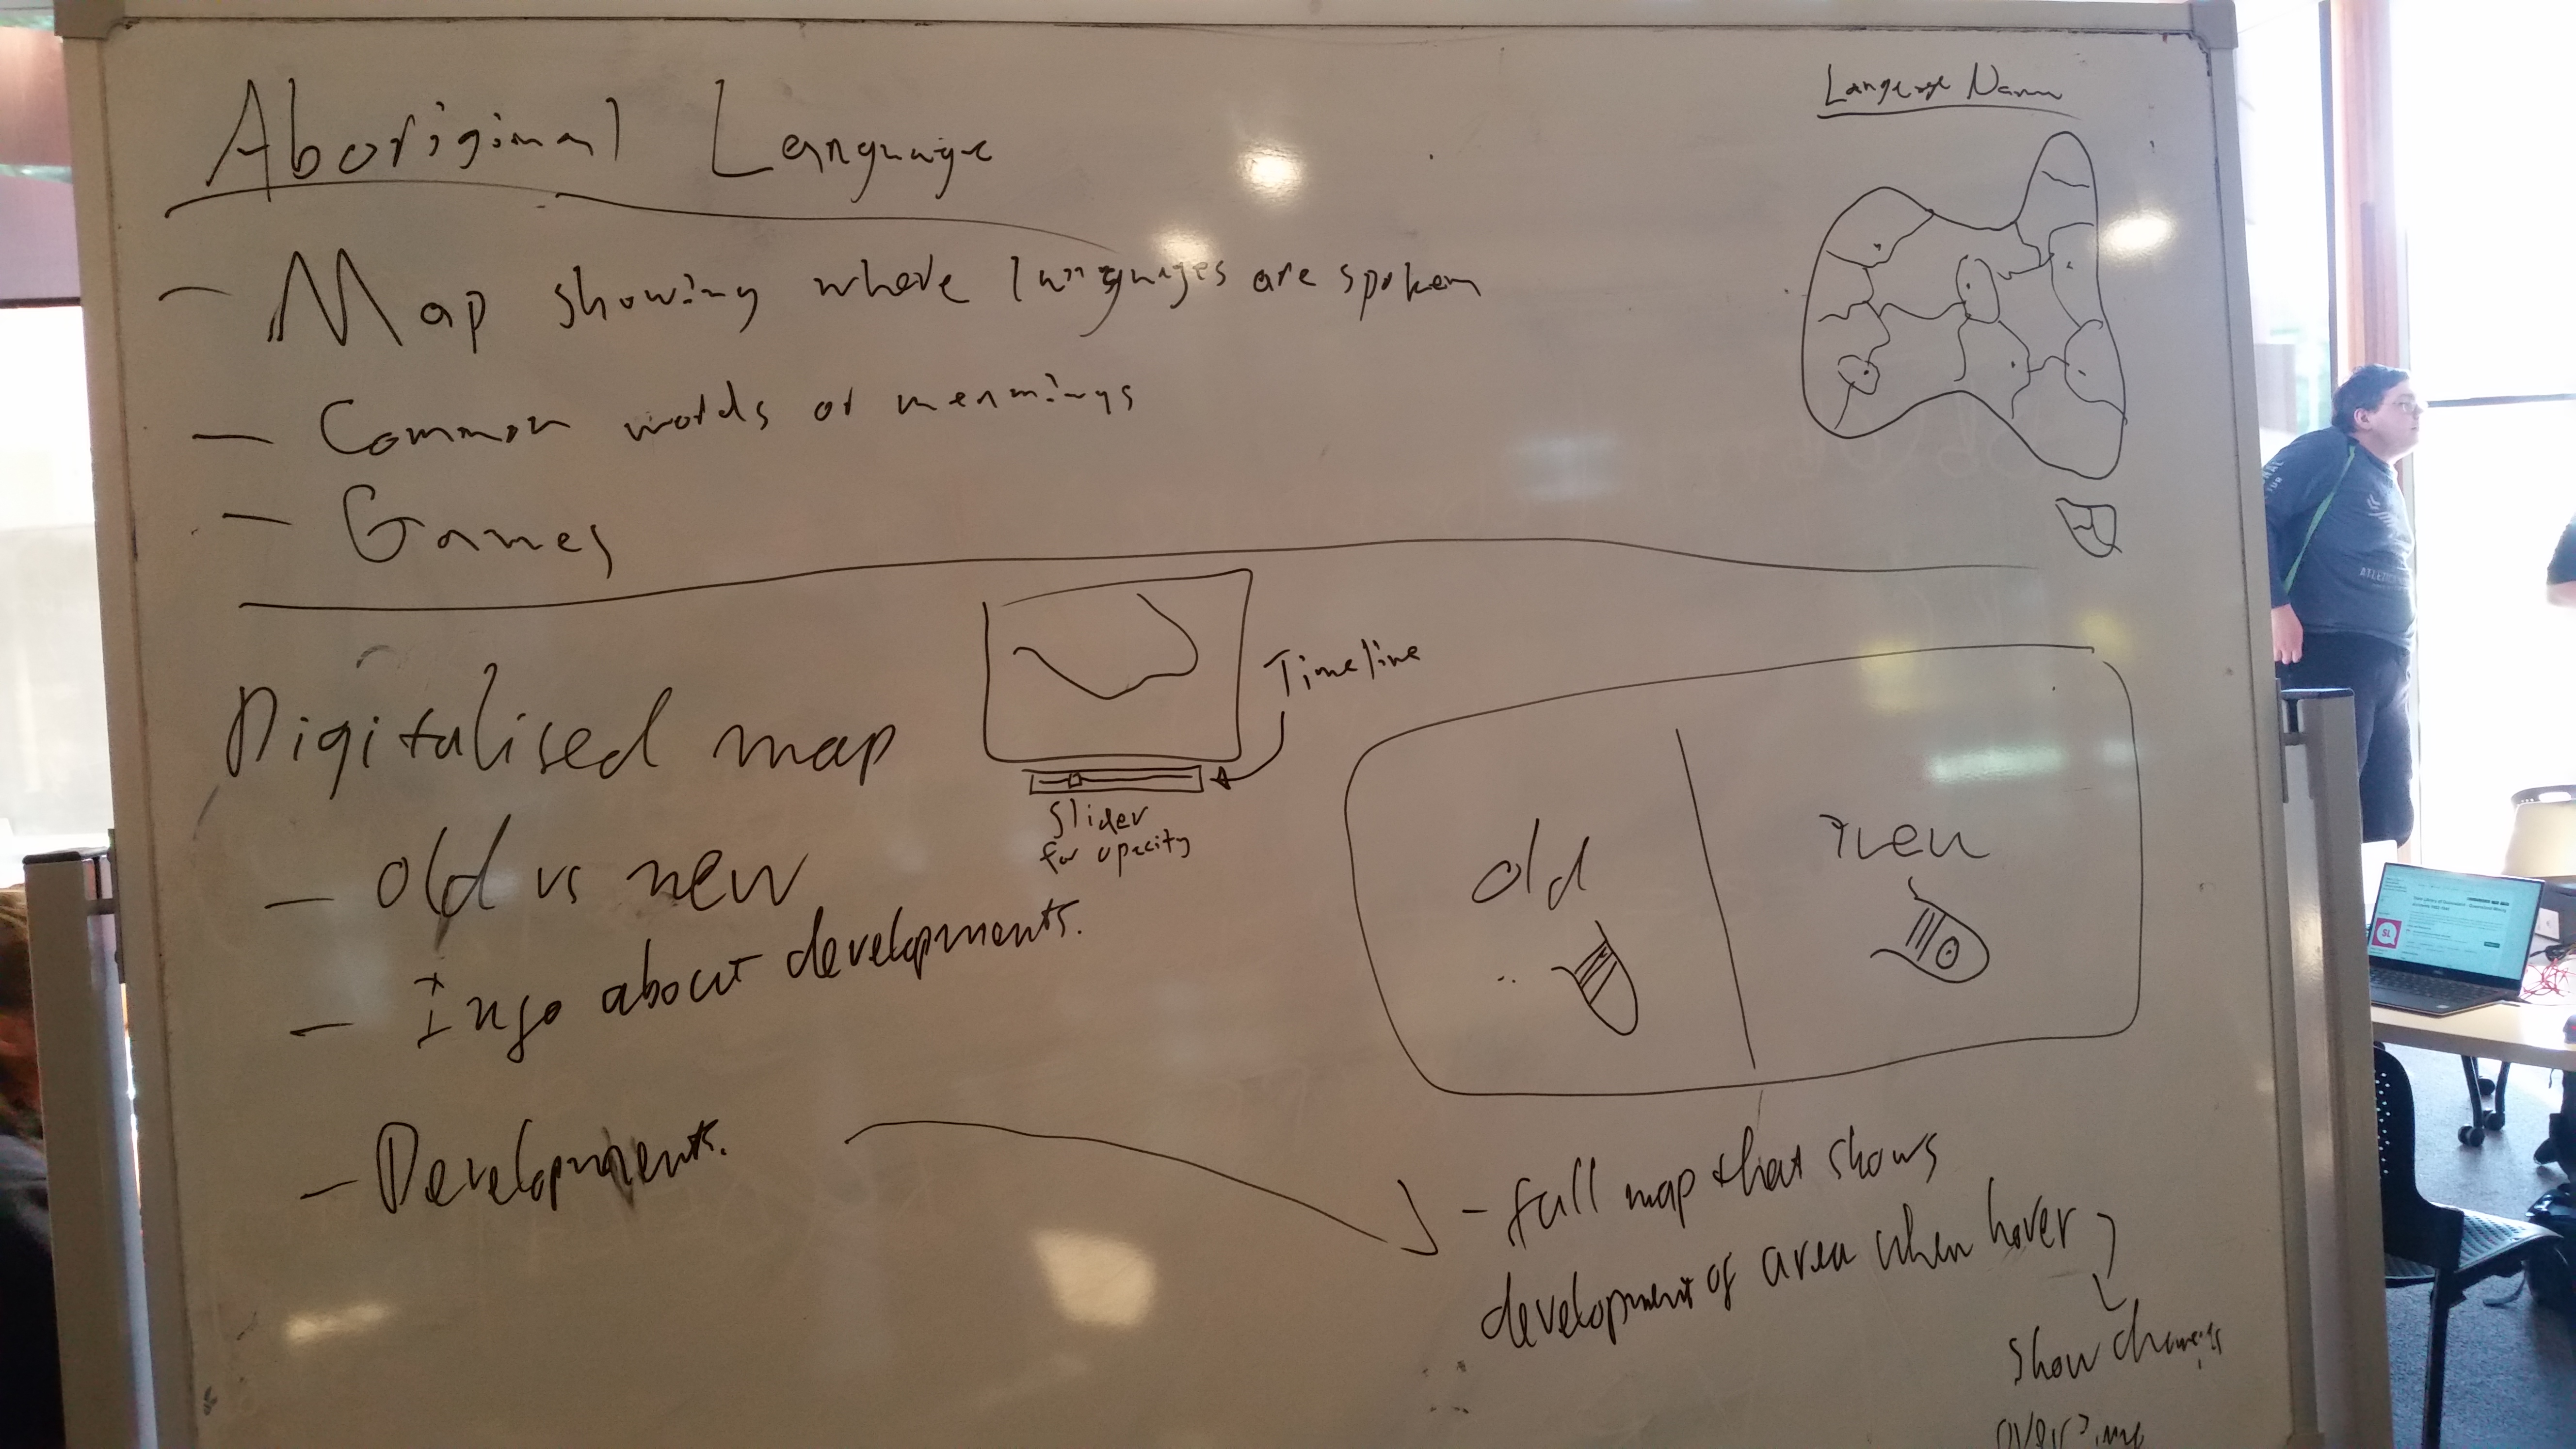 Aboriginal Language
Language Name
- Map showing where languages are spoken
- Common words or meanings
- Games
Digitalised map
Timeline
Slider
for opacity
- old vs new
- Info about developments.
- Developments.
old
new
- full map that shows
development of area when hover
show changes
over time
SL